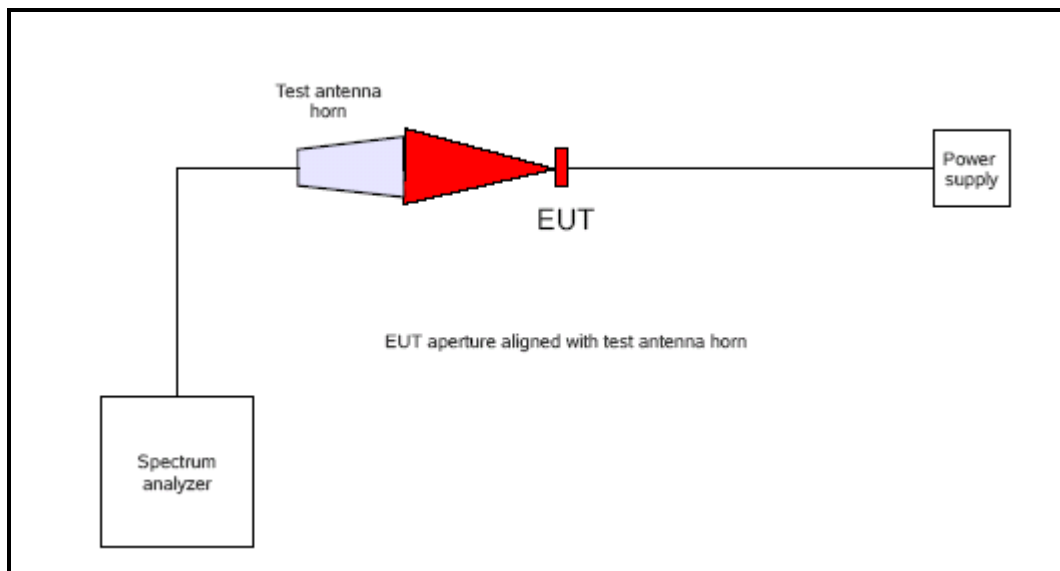 Test antenna
horn
Power
supply
EUT
EUT aperture aligned with test antenna horn
Spectrum
analyzer